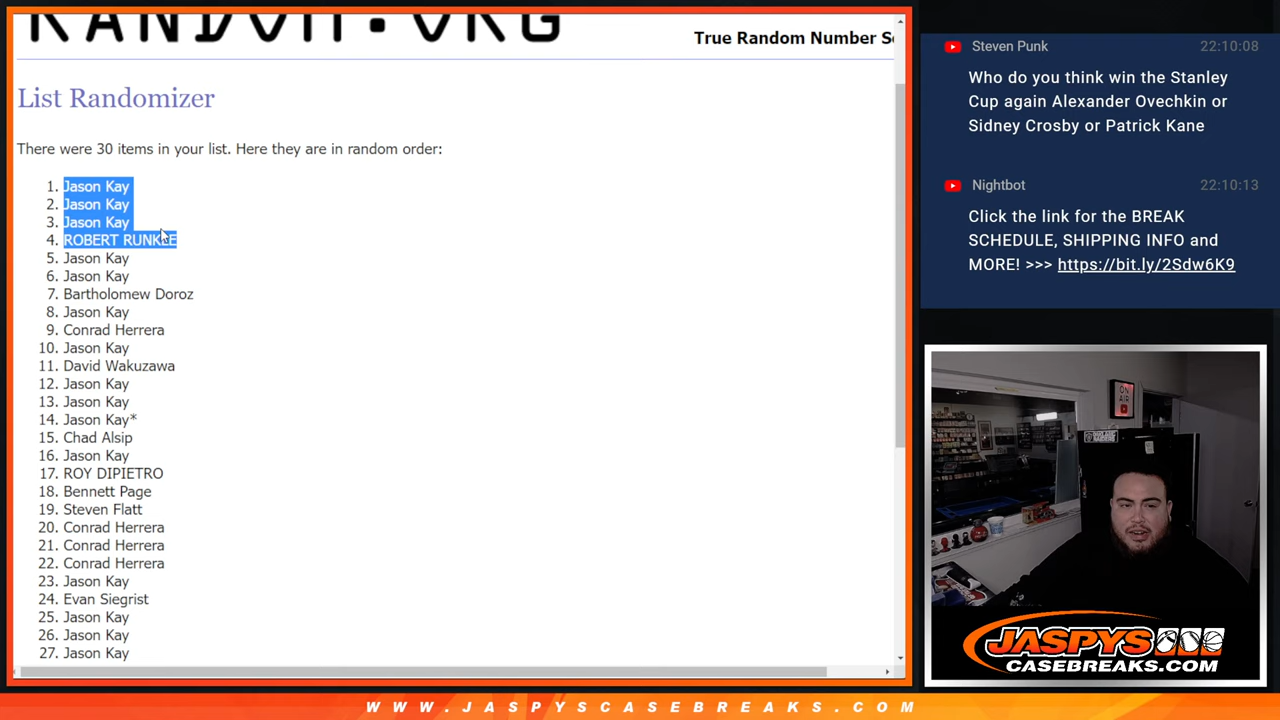 RANDOM.ORG
True Random Number Se
List Randomizer
There were 30 items in your list. Here they are in random order:
1. Jason Kay
2. Jason Kay
3. Jason Kay
4. ROBERT RUNKLE
5. Jason Kay
6. Jason Kay
7. Bartholomew Doroz
8. Jason Kay
9. Conrad Herrera
10. Jason Kay
11. David Wakuzawa
12. Jason Kay
13. Jason Kay
14. Jason Kay*
15. Chad Alsip
16. Jason Kay
17. ROY DIPIETRO
18. Bennett Page
19. Steven Flatt
20. Conrad Herrera
21. Conrad Herrera
22. Conrad Herrera
23. Jason Kay
24. Evan Siegrist
25. Jason Kay
26. Jason Kay
27. Jason Kay
Steven Punk 22:10:08
Who do you think win the Stanley
Cup again Alexander Ovechkin or
Sidney Crosby or Patrick Kane
Nightbot 22:10:13
Click the link for the BREAK
SCHEDULE, SHIPPING INFO and
MORE! >>> https://bit.ly/2Sdw6K9
ON
AIR
JASPYS
CASEBREAKS.COM
WWW.JASPYSCASEBREAKS.COM